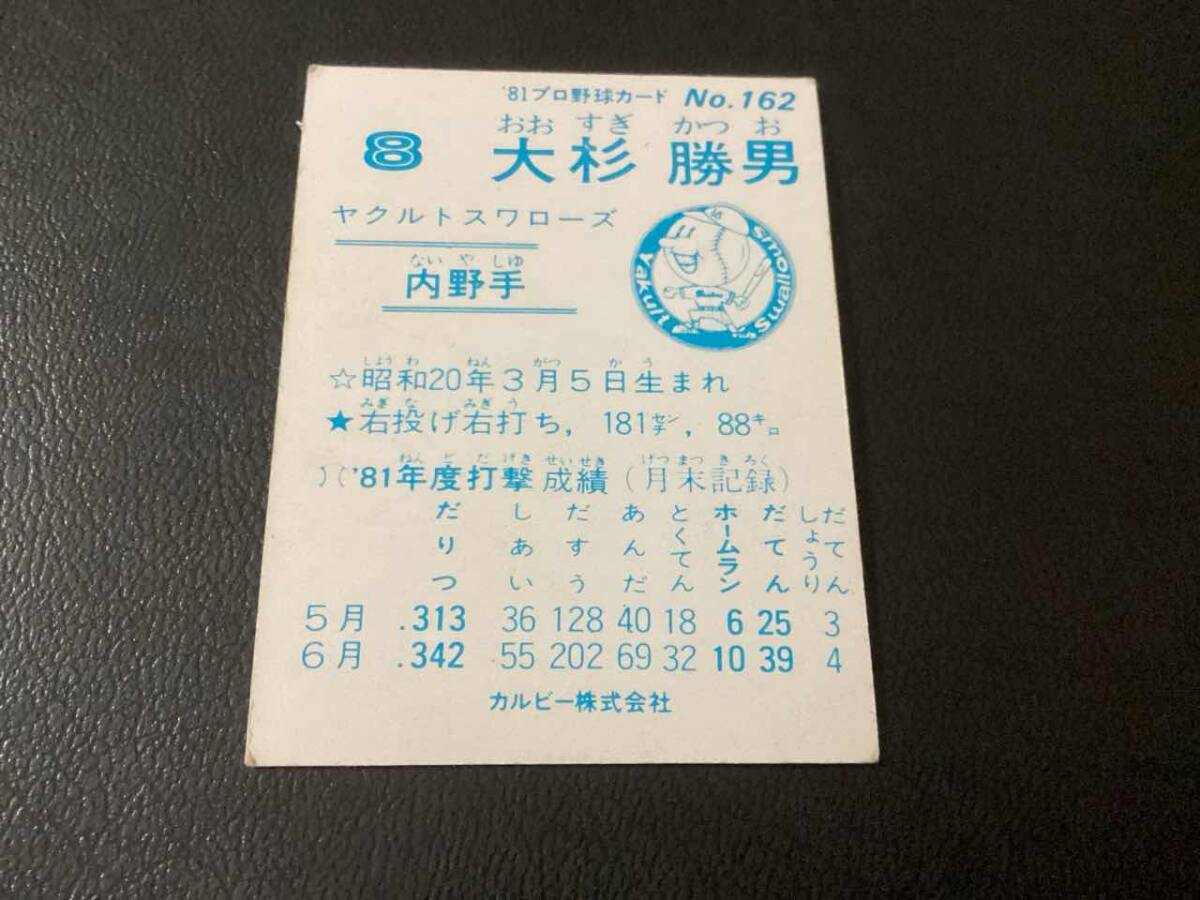 '81プロ野球カード No.162
おお すぎ かつ お
8 大杉 勝男
ヤクルトスワローズ
ない や しゆ
内野手
Yakult Swallows
しよう わ ねん がつ か う
☆昭和20年3月5日生まれ
みぎ な みぎ う
★右投げ右打ち, 181センチ, 88キロ
ねん ど だ げき せい せき げつ まつ き ろく
'81年度打撃成績(月末記録)
だりつ しあい だすう あんだ とくてん ホームラン だてん しょうりだてん
5月 .313 36 128 40 18 6 25 3
6月 .342 55 202 69 32 10 39 4
カルビー株式会社